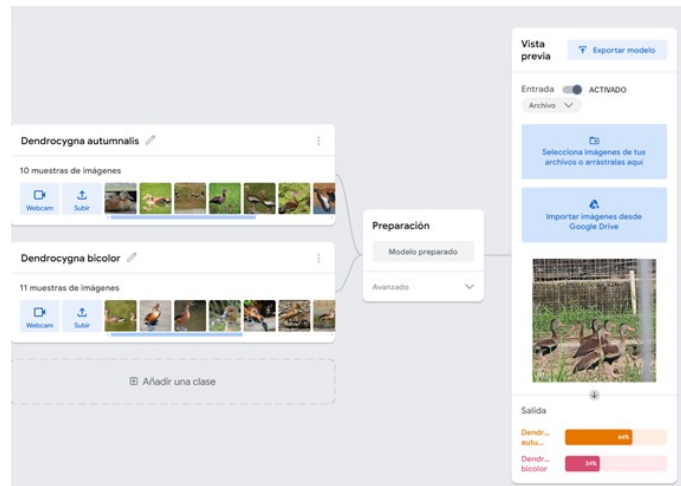 Dendrocygna autumnalis
10 muestras de imágenes
Webcam
Subir
Dendrocygna bicolor
11 muestras de imágenes
Webcam
Subir
Añadir una clase
Preparación
Modelo preparado
Avanzado
Vista
previa
Exportar modelo
Entrada
ACTIVADO
Archivo
Selecciona imágenes de tus
archivos o arrástralas aquí
Importar imágenes desde
Google Drive
Salida
Dendr...
autu...
66%
Dendr...
bicolor
34%